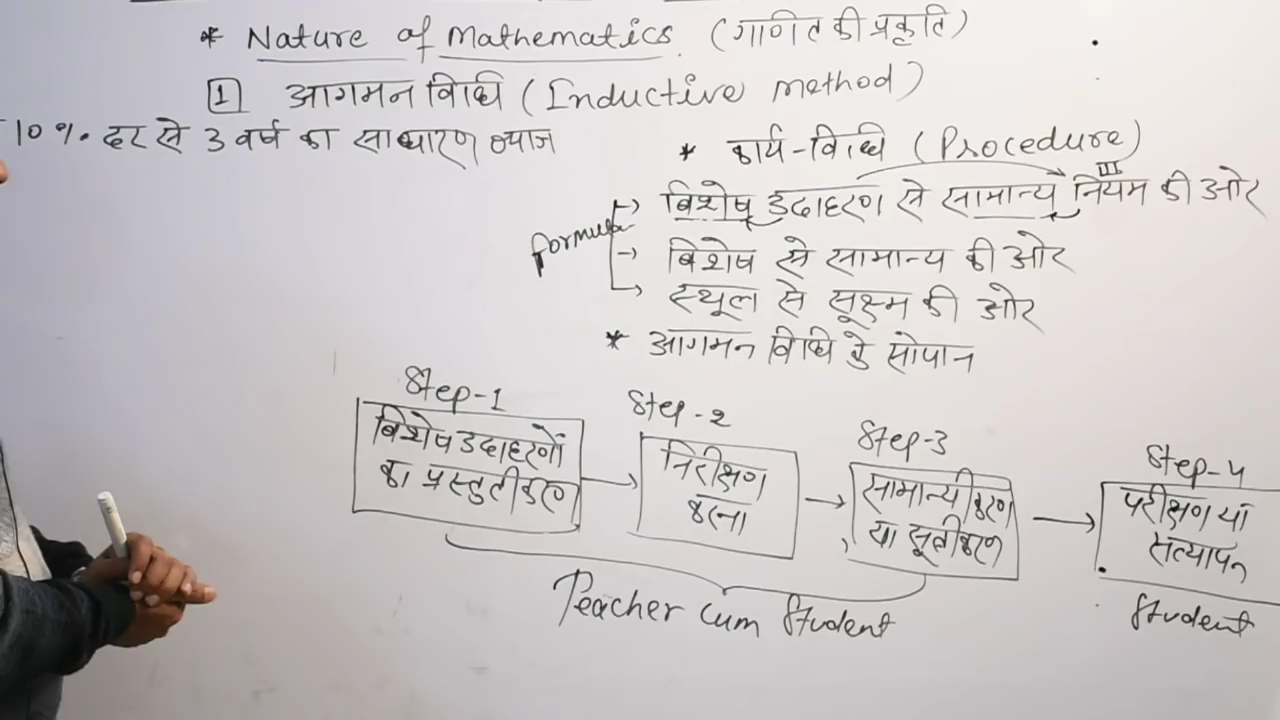 * Nature of Mathematics (गणित की प्रकृति)
1 आगमन विधि (Inductive method)
10% दर से 3 वर्ष का साधारण ब्याज
* कार्य-विधि (Procedure)
III
→ विशेष उदाहरण से सामान्य नियम की ओर
formula
→ विशेष से सामान्य की ओर
→ स्थूल से सूक्ष्म की ओर
* आगमन विधि के सोपान
Step-1
विशेष उदाहरणों
का प्रस्तुतीकरण
Step-2
निरीक्षण
करना
Step-3
सामान्यीकरण
या सूत्रीकरण
Step-4
परीक्षण या
सत्यापन
Teacher cum Student
Student